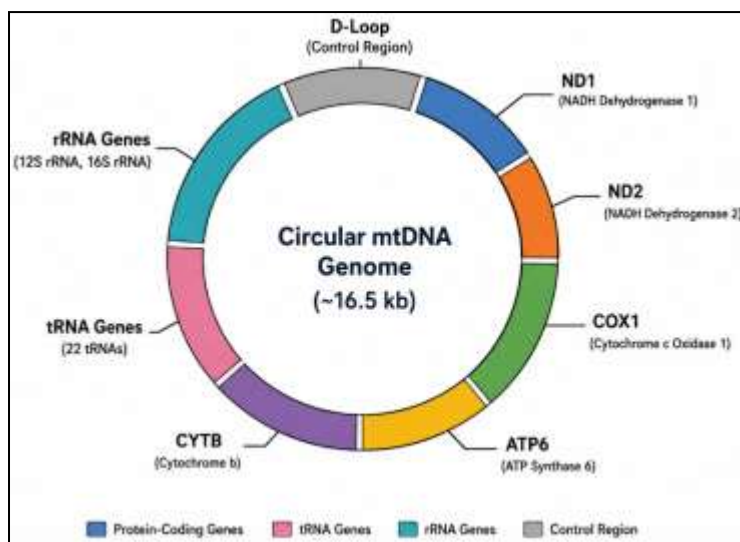 D-Loop
(Control Region)
ND1
(NADH Dehydrogenase 1)
rRNA Genes
(12S rRNA, 16S rRNA)
ND2
(NADH Dehydrogenase 2)
Circular mtDNA
Genome
(~16.5 kb)
tRNA Genes
(22 tRNAs)
COX1
(Cytochrome c Oxidase 1)
CYTB
(Cytochrome b)
ATP6
(ATP Synthase 6)
Protein-Coding Genes tRNA Genes rRNA Genes Control Region